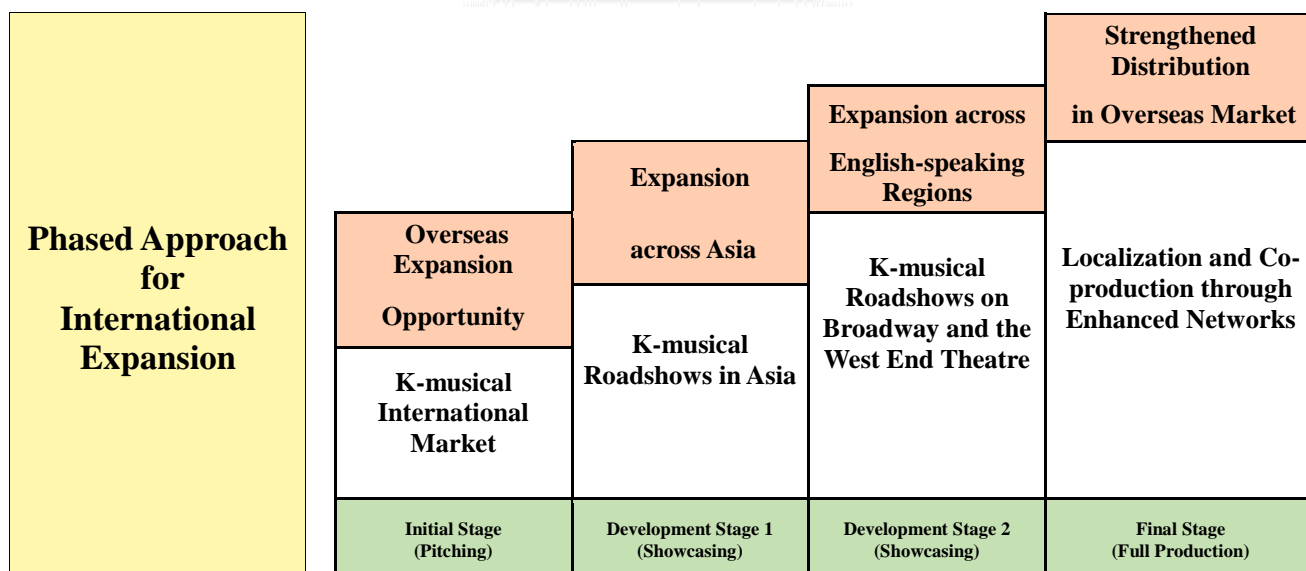 Phased Approach
for
International
Expansion
Overseas
Expansion
Opportunity
K-musical
International
Market
Initial Stage
(Pitching)
Expansion
across Asia
K-musical
Roadshows in Asia
Development Stage 1
(Showcasing)
Expansion across
English-speaking
Regions
K-musical
Roadshows on
Broadway and the
West End Theatre
Development Stage 2
(Showcasing)
Strengthened
Distribution
in Overseas Market
Localization and Co-
production through
Enhanced Networks
Final Stage
(Full Production)